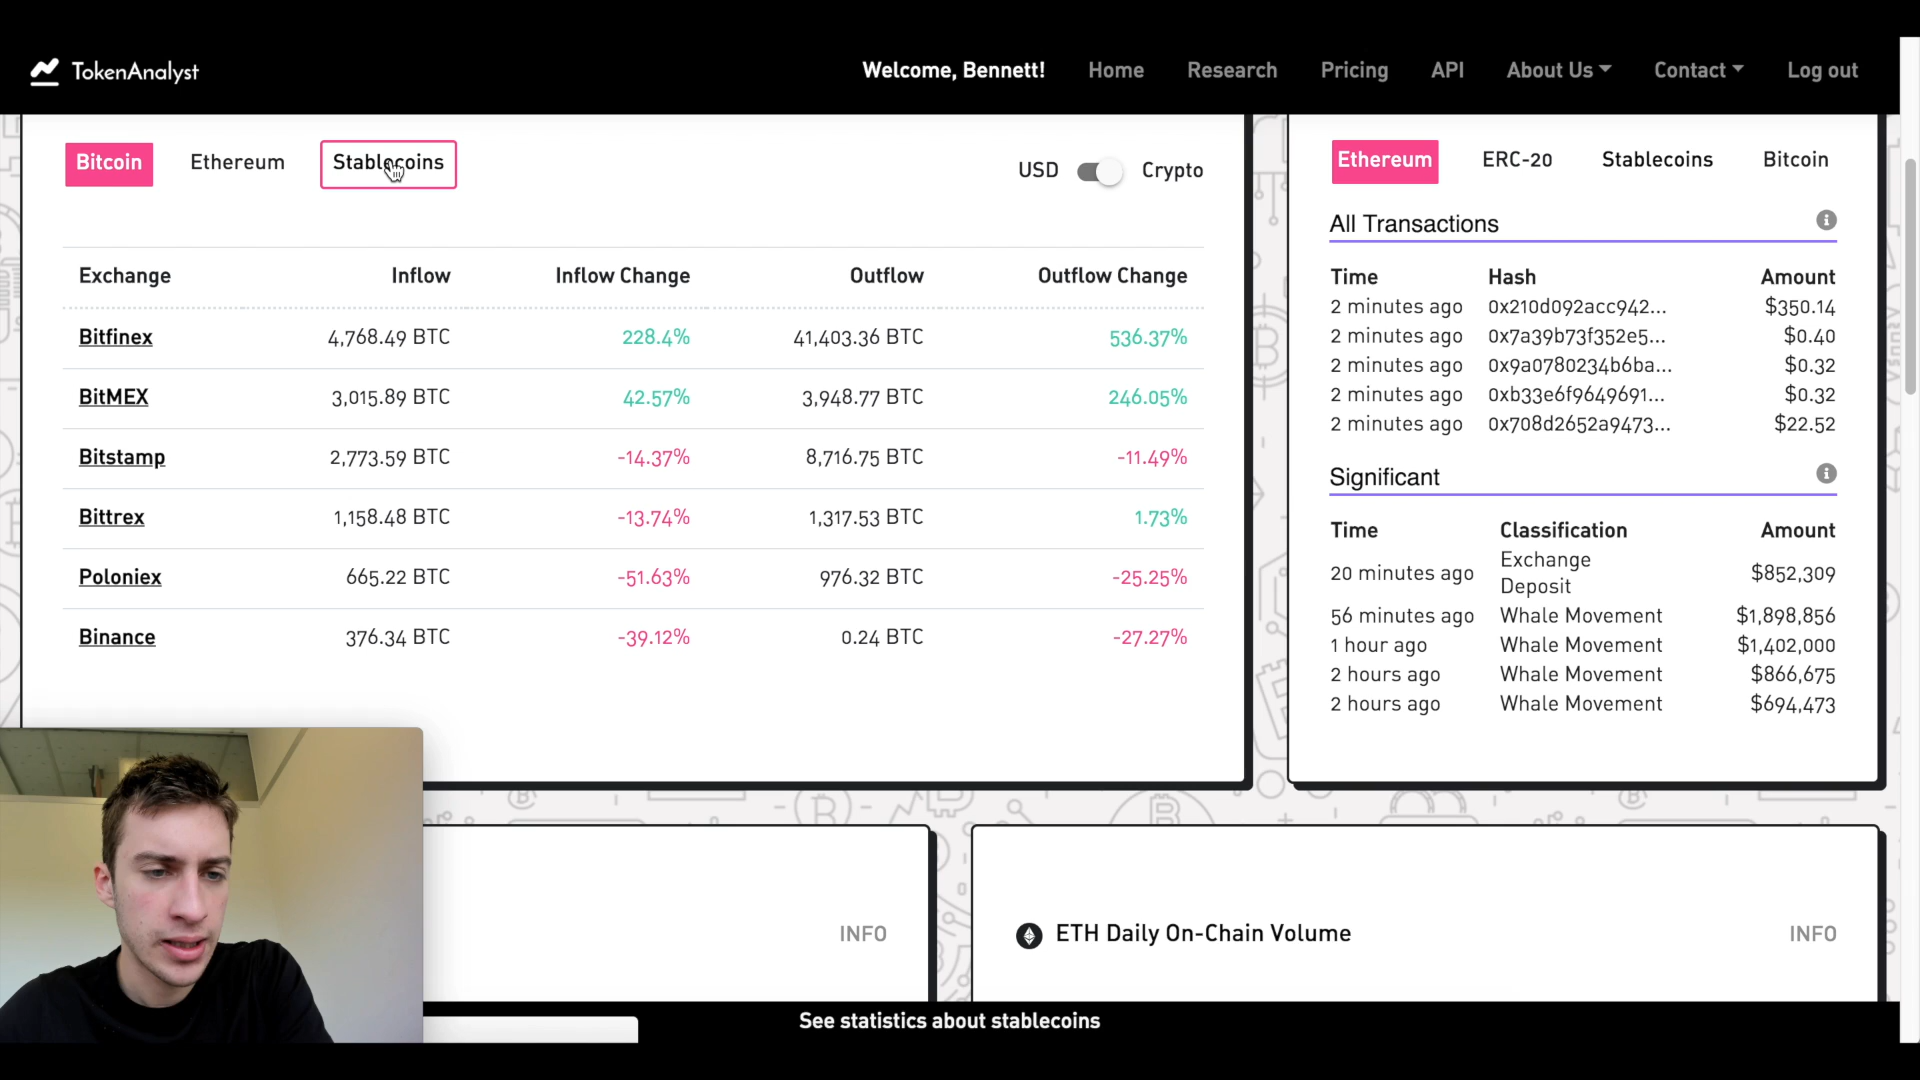 TokenAnalyst
Welcome, Bennett! Home Research Pricing API About Us Contact Log out
Bitcoin Ethereum Stablecoins
USD Crypto
Exchange Inflow Inflow Change Outflow Outflow Change
Bitfinex 4,768.49 BTC 228.4% 41,403.36 BTC 536.37%
BitMEX 3,015.89 BTC 42.57% 3,948.77 BTC 246.05%
Bitstamp 2,773.59 BTC -14.37% 8,716.75 BTC -11.49%
Bittrex 1,158.48 BTC -13.74% 1,317.53 BTC 1.73%
Poloniex 665.22 BTC -51.63% 976.32 BTC -25.25%
Binance 376.34 BTC -39.12% 0.24 BTC -27.27%
Ethereum ERC-20 Stablecoins Bitcoin
All Transactions
Time Hash Amount
2 minutes ago 0x210d092acc942... $350.14
2 minutes ago 0x7a39b73f352e5... $0.40
2 minutes ago 0x9a0780234b6ba... $0.32
2 minutes ago 0xb33e6f9649691... $0.32
2 minutes ago 0x708d2652a9473... $22.52
Significant
Time Classification Amount
20 minutes ago Exchange Deposit $852,309
56 minutes ago Whale Movement $1,898,856
1 hour ago Whale Movement $1,402,000
2 hours ago Whale Movement $866,675
2 hours ago Whale Movement $694,473
INFO
ETH Daily On-Chain Volume INFO
See statistics about stablecoins